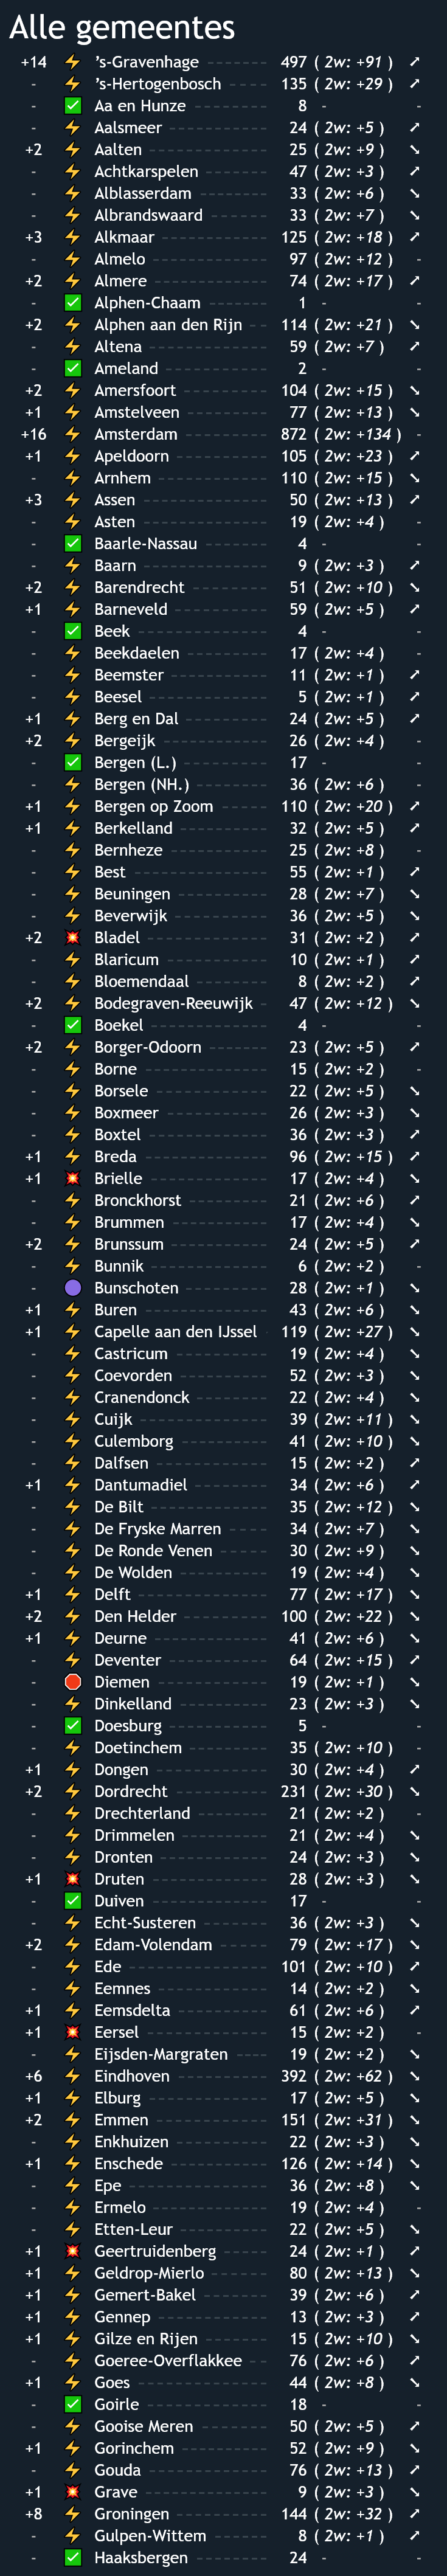 Alle gemeentes
+14 ⚡ 's-Gravenhage 497 ( 2w: +91 ) ↗
- ⚡ 's-Hertogenbosch 135 ( 2w: +29 ) ↗
- ✅ Aa en Hunze 8 - -
- ⚡ Aalsmeer 24 ( 2w: +5 ) ↗
+2 ⚡ Aalten 25 ( 2w: +9 ) ↘
- ⚡ Achtkarspelen 47 ( 2w: +3 ) ↗
- ⚡ Alblasserdam 33 ( 2w: +6 ) ↘
- ⚡ Albrandswaard 33 ( 2w: +7 ) ↘
+3 ⚡ Alkmaar 125 ( 2w: +18 ) ↗
- ⚡ Almelo 97 ( 2w: +12 ) -
+2 ⚡ Almere 74 ( 2w: +17 ) ↗
- ✅ Alphen-Chaam 1 - -
+2 ⚡ Alphen aan den Rijn 114 ( 2w: +21 ) ↘
- ⚡ Altena 59 ( 2w: +7 ) ↗
- ✅ Ameland 2 - -
+2 ⚡ Amersfoort 104 ( 2w: +15 ) ↘
+1 ⚡ Amstelveen 77 ( 2w: +13 ) ↘
+16 ⚡ Amsterdam 872 ( 2w: +134 ) -
+1 ⚡ Apeldoorn 105 ( 2w: +23 ) ↗
- ⚡ Arnhem 110 ( 2w: +15 ) ↘
+3 ⚡ Assen 50 ( 2w: +13 ) ↗
- ⚡ Asten 19 ( 2w: +4 ) -
- ✅ Baarle-Nassau 4 - -
- ⚡ Baarn 9 ( 2w: +3 ) ↗
+2 ⚡ Barendrecht 51 ( 2w: +10 ) ↘
+1 ⚡ Barneveld 59 ( 2w: +5 ) ↗
- ✅ Beek 4 - -
- ⚡ Beekdaelen 17 ( 2w: +4 ) -
- ⚡ Beemster 11 ( 2w: +1 ) ↗
- ⚡ Beesel 5 ( 2w: +1 ) ↗
+1 ⚡ Berg en Dal 24 ( 2w: +5 ) ↗
+2 ⚡ Bergeijk 26 ( 2w: +4 ) -
- ✅ Bergen (L.) 17 - -
- ⚡ Bergen (NH.) 36 ( 2w: +6 ) -
+1 ⚡ Bergen op Zoom 110 ( 2w: +20 ) ↗
+1 ⚡ Berkelland 32 ( 2w: +5 ) ↗
- ⚡ Bernheze 25 ( 2w: +8 ) -
- ⚡ Best 55 ( 2w: +1 ) ↗
- ⚡ Beuningen 28 ( 2w: +7 ) ↘
- ⚡ Beverwijk 36 ( 2w: +5 ) ↘
+2 💥 Bladel 31 ( 2w: +2 ) ↗
- ⚡ Blaricum 10 ( 2w: +1 ) ↗
- ⚡ Bloemendaal 8 ( 2w: +2 ) ↗
+2 ⚡ Bodegraven-Reeuwijk 47 ( 2w: +12 ) ↘
- ✅ Boekel 4 - -
+2 ⚡ Borger-Odoorn 23 ( 2w: +5 ) ↗
- ⚡ Borne 15 ( 2w: +2 ) -
- ⚡ Borsele 22 ( 2w: +5 ) ↘
- ⚡ Boxmeer 26 ( 2w: +3 ) ↘
- ⚡ Boxtel 36 ( 2w: +3 ) ↗
+1 ⚡ Breda 96 ( 2w: +15 ) ↗
+1 💥 Brielle 17 ( 2w: +4 ) ↘
- ⚡ Bronckhorst 21 ( 2w: +6 ) ↗
- ⚡ Brummen 17 ( 2w: +4 ) ↘
+2 ⚡ Brunssum 24 ( 2w: +5 ) ↗
- ⚡ Bunnik 6 ( 2w: +2 ) -
- 🟣 Bunschoten 28 ( 2w: +1 ) ↘
+1 ⚡ Buren 43 ( 2w: +6 ) ↘
+1 ⚡ Capelle aan den IJssel 119 ( 2w: +27 ) ↘
- ⚡ Castricum 19 ( 2w: +4 ) ↘
- ⚡ Coevorden 52 ( 2w: +3 ) ↘
- ⚡ Cranendonck 22 ( 2w: +4 ) ↘
- ⚡ Cuijk 39 ( 2w: +11 ) ↘
- ⚡ Culemborg 41 ( 2w: +10 ) ↘
- ⚡ Dalfsen 15 ( 2w: +2 ) ↗
+1 ⚡ Dantumadiel 34 ( 2w: +6 ) ↗
- ⚡ De Bilt 35 ( 2w: +12 ) ↘
- ⚡ De Fryske Marren 34 ( 2w: +7 ) ↘
- ⚡ De Ronde Venen 30 ( 2w: +9 ) ↘
- ⚡ De Wolden 19 ( 2w: +4 ) ↘
+1 ⚡ Delft 77 ( 2w: +17 ) ↘
+2 ⚡ Den Helder 100 ( 2w: +22 ) ↘
+1 ⚡ Deurne 41 ( 2w: +6 ) ↘
- ⚡ Deventer 64 ( 2w: +15 ) ↗
- 🛑 Diemen 19 ( 2w: +1 ) ↘
- ⚡ Dinkelland 23 ( 2w: +3 ) ↘
- ✅ Doesburg 5 - -
- ⚡ Doetinchem 35 ( 2w: +10 ) -
+1 ⚡ Dongen 30 ( 2w: +4 ) ↗
+2 ⚡ Dordrecht 231 ( 2w: +30 ) ↘
- ⚡ Drechterland 21 ( 2w: +2 ) -
- ⚡ Drimmelen 21 ( 2w: +4 ) ↘
- ⚡ Dronten 24 ( 2w: +3 ) ↘
+1 💥 Druten 28 ( 2w: +3 ) ↘
- ✅ Duiven 17 - -
- ⚡ Echt-Susteren 36 ( 2w: +3 ) ↘
+2 ⚡ Edam-Volendam 79 ( 2w: +17 ) ↘
- ⚡ Ede 101 ( 2w: +10 ) ↗
- ⚡ Eemnes 14 ( 2w: +2 ) ↘
+1 ⚡ Eemsdelta 61 ( 2w: +6 ) ↗
+1 💥 Eersel 15 ( 2w: +2 ) -
- ⚡ Eijsden-Margraten 19 ( 2w: +2 ) ↘
+6 ⚡ Eindhoven 392 ( 2w: +62 ) ↘
+1 ⚡ Elburg 17 ( 2w: +5 ) ↘
+2 ⚡ Emmen 151 ( 2w: +31 ) ↘
- ⚡ Enkhuizen 22 ( 2w: +3 ) ↘
+1 ⚡ Enschede 126 ( 2w: +14 ) ↘
- ⚡ Epe 36 ( 2w: +8 ) ↘
- ⚡ Ermelo 19 ( 2w: +4 ) -
- ⚡ Etten-Leur 22 ( 2w: +5 ) ↘
+1 💥 Geertruidenberg 24 ( 2w: +1 ) ↗
+1 ⚡ Geldrop-Mierlo 80 ( 2w: +13 ) ↘
+1 ⚡ Gemert-Bakel 39 ( 2w: +6 ) ↗
+1 ⚡ Gennep 13 ( 2w: +3 ) ↗
+1 ⚡ Gilze en Rijen 15 ( 2w: +10 ) ↘
- ⚡ Goeree-Overflakkee 76 ( 2w: +6 ) ↗
+1 ⚡ Goes 44 ( 2w: +8 ) ↘
- ✅ Goirle 18 - -
- ⚡ Gooise Meren 50 ( 2w: +5 ) ↗
+1 ⚡ Gorinchem 52 ( 2w: +9 ) ↘
- ⚡ Gouda 76 ( 2w: +13 ) ↗
+1 💥 Grave 9 ( 2w: +3 ) ↘
+8 ⚡ Groningen 144 ( 2w: +32 ) ↗
- ⚡ Gulpen-Wittem 8 ( 2w: +1 ) ↗
- ✅ Haaksbergen 24 - -